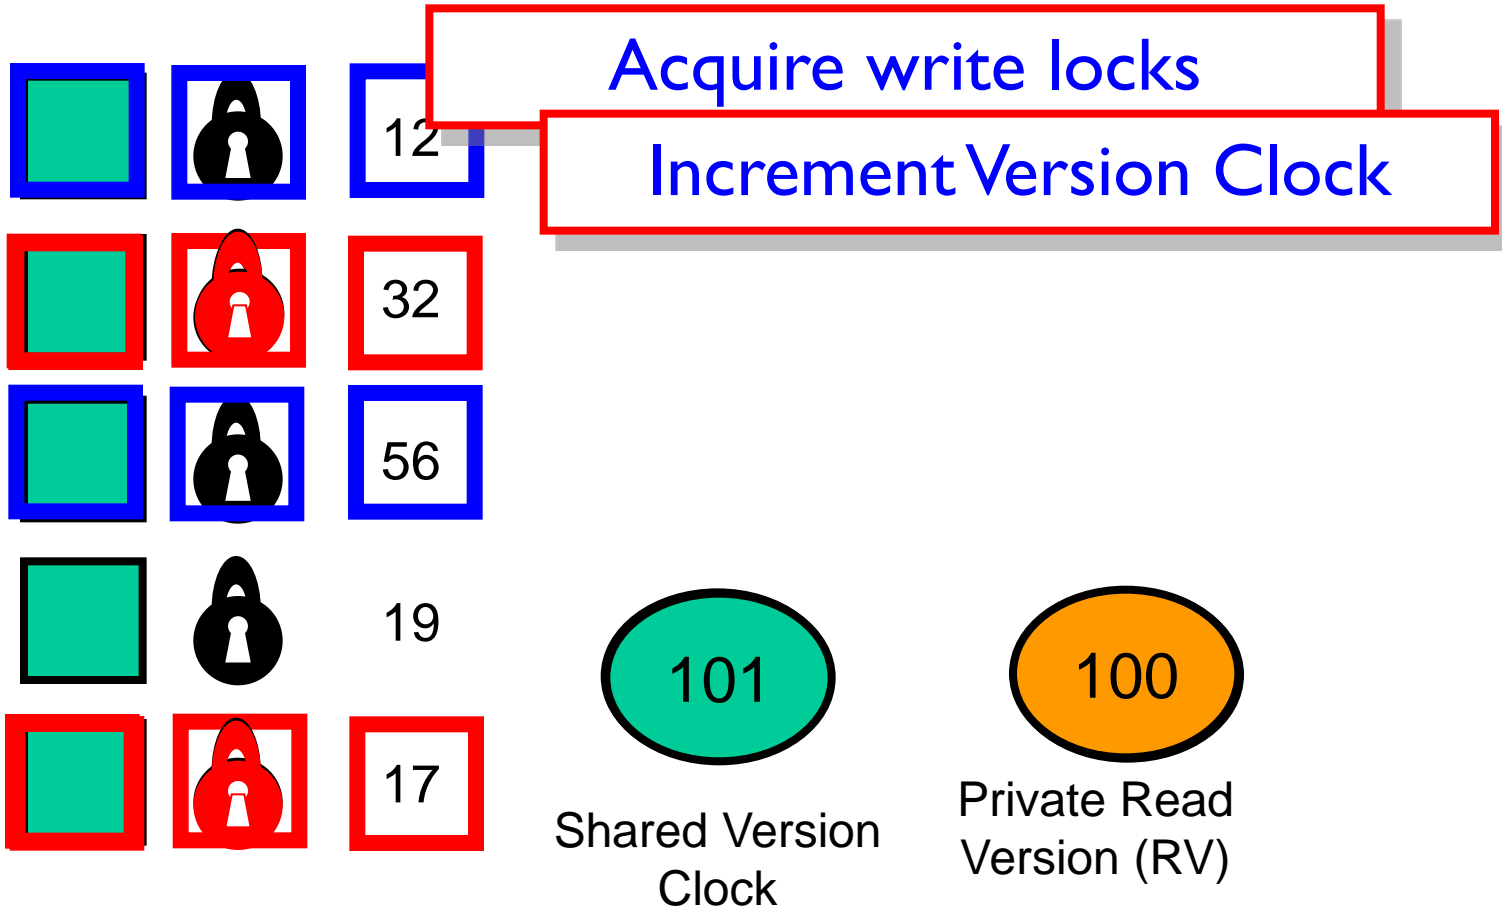 Acquire write locks
Increment Version Clock
12
32
56
19
17
101
100
Shared Version
Clock
Private Read
Version (RV)